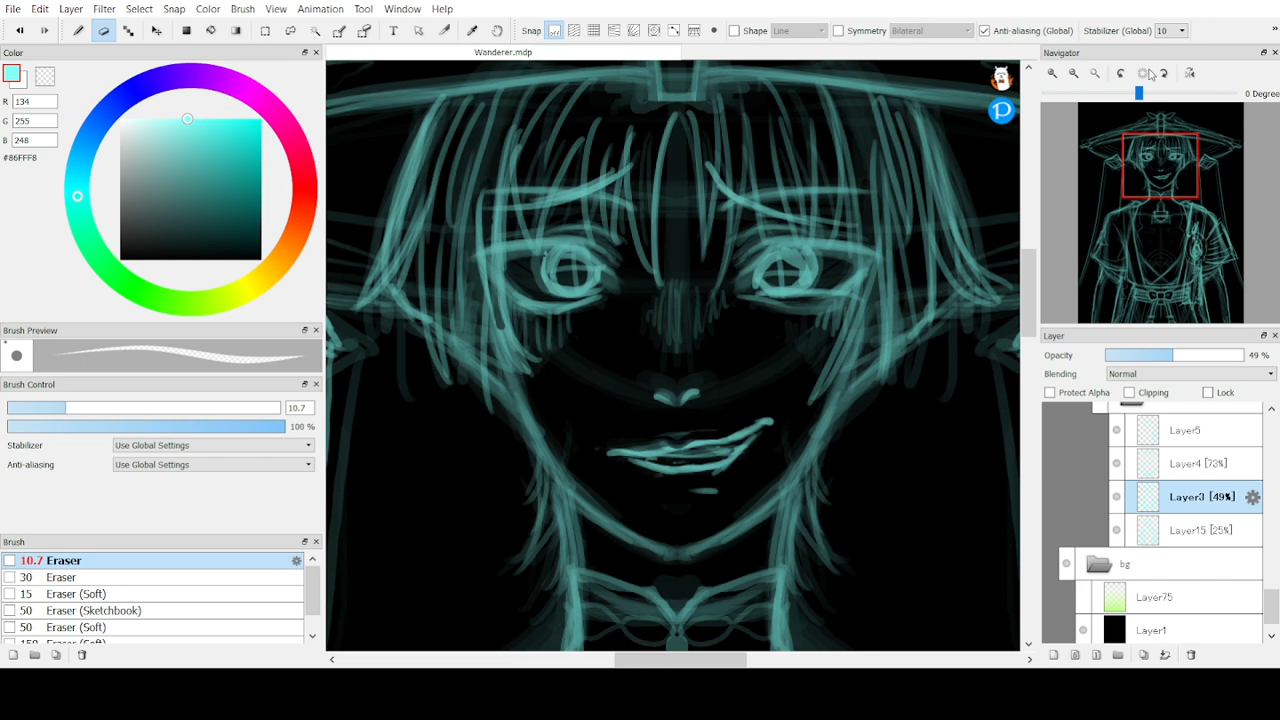 File Edit Layer Filter Select Snap Color Brush View Animation Tool Window Help
T Snap Shape Line Symmetry Bilateral Anti-aliasing (Global) Stabilizer (Global) 10 »
Color
Wanderer.mdp
Navigator
R 134
G 255
B 248
#86FFF8
0 Degree
Brush Preview
Brush Control
10.7
100 %
Stabilizer Use Global Settings
Anti-aliasing Use Global Settings
Brush
10.7 Eraser
30 Eraser
15 Eraser (Soft)
50 Eraser (Sketchbook)
50 Eraser (Soft)
150 Eraser (Soft)
Layer
Opacity 49 %
Blending Normal
Protect Alpha Clipping Lock
Layer5
Layer4 [73%]
Layer3 [49%]
Layer15 [25%]
bg
Layer75
Layer1